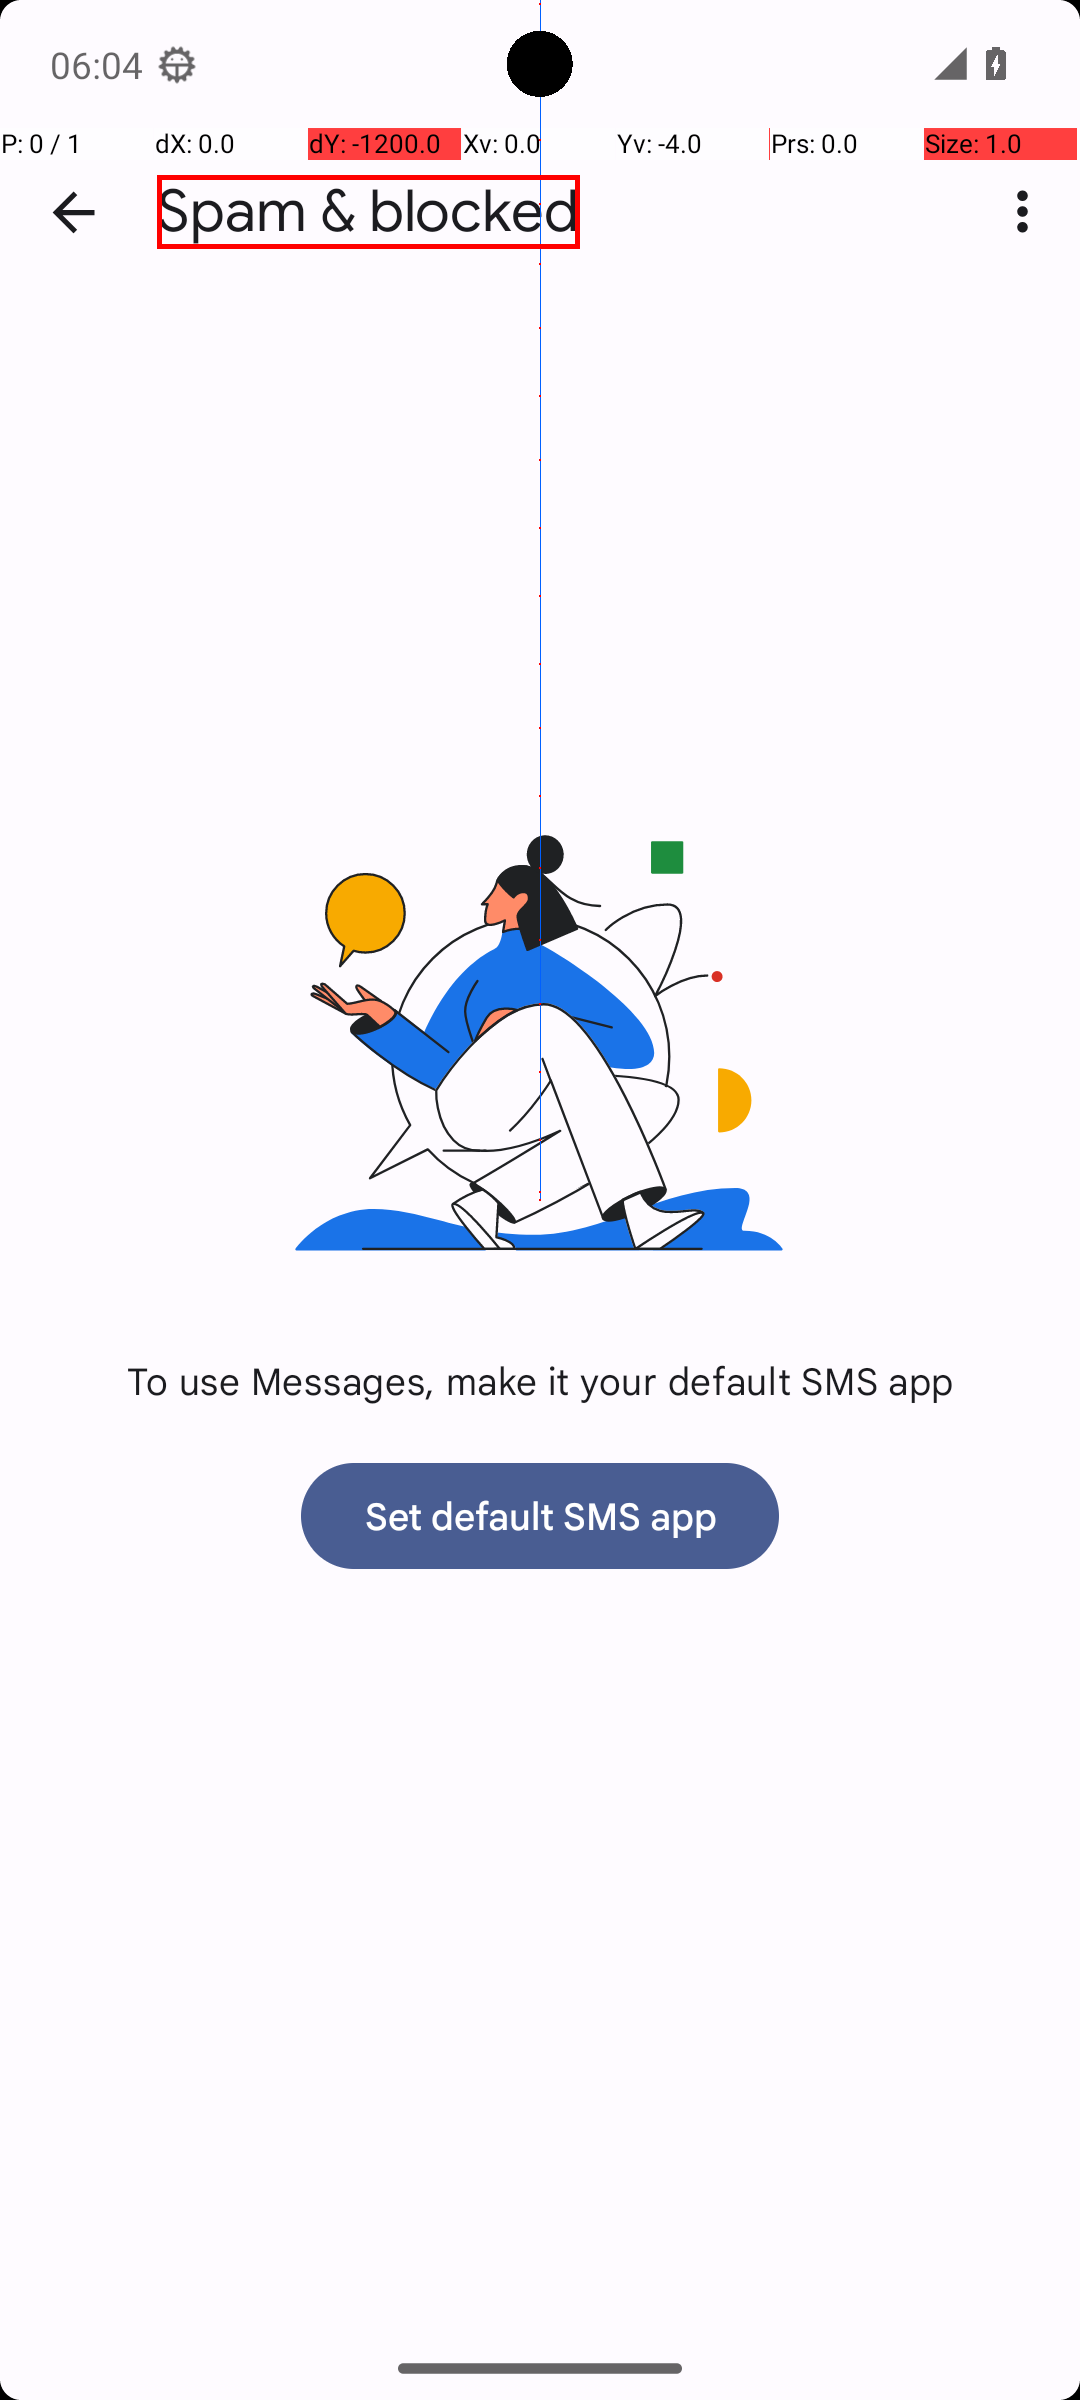 06:04
P: 0 / 1 dX: 0.0 dY: -1200.0 Xv: 0.0 Yv: -4.0 Prs: 0.0 Size: 1.0
Spam & blocked
To use Messages, make it your default SMS app
Set default SMS app